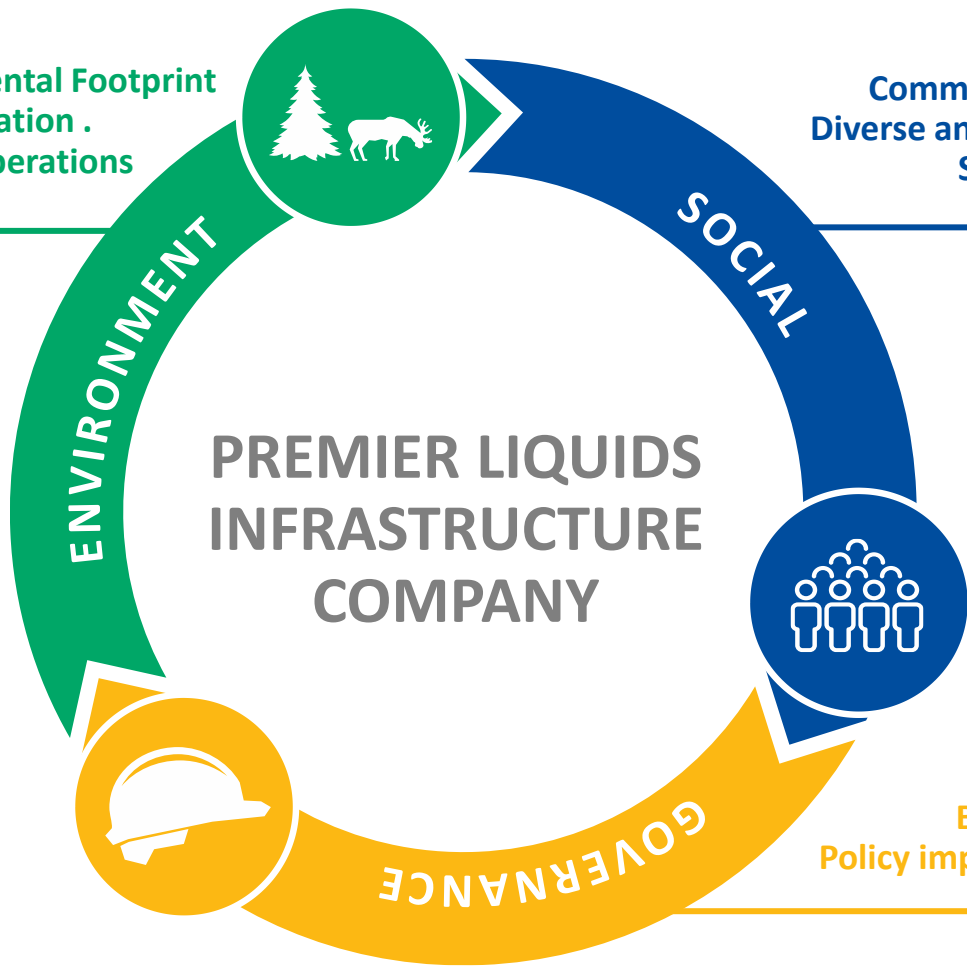 ental Footprint
ation .
perations
Comm
Diverse an
S
ENVIRONMENT
SOCIAL
PREMIER LIQUIDS
INFRASTRUCTURE
COMPANY
GOVERNANCE
E
Policy imp